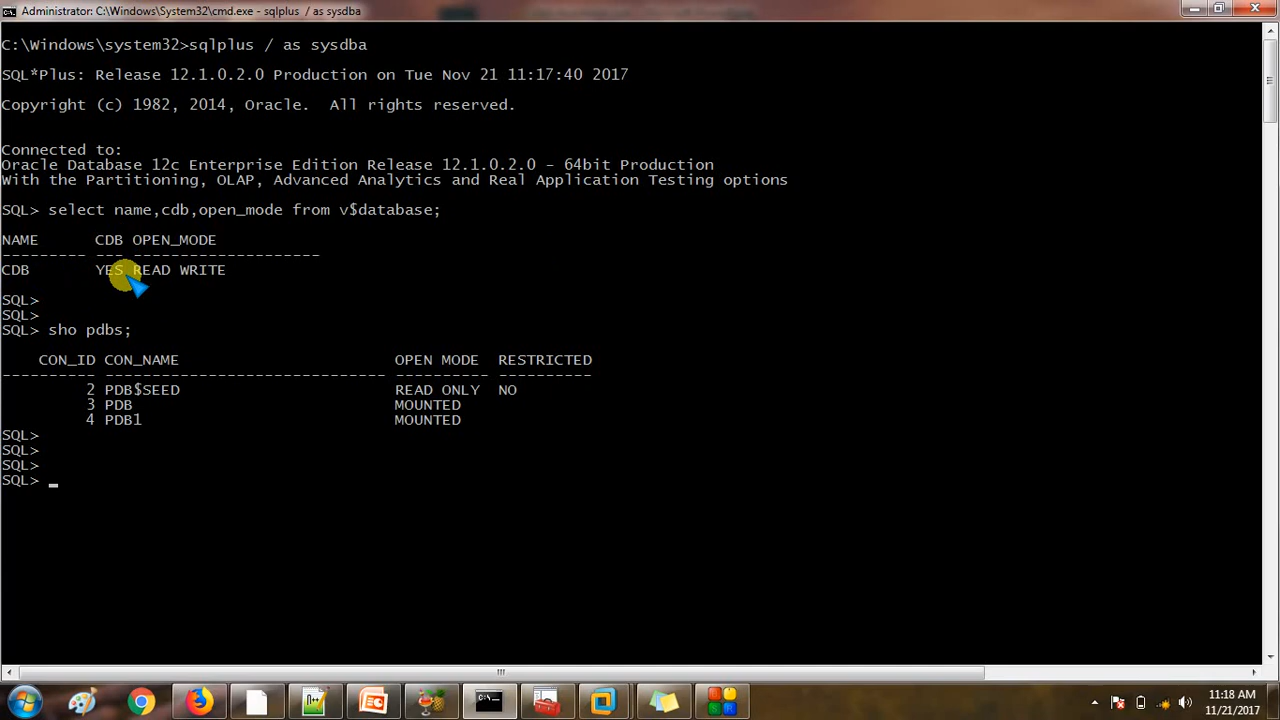 Administrator: C:\Windows\System32\cmd.exe - sqlplus / as sysdba
C:\Windows\system32>sqlplus / as sysdba
SQL*Plus: Release 12.1.0.2.0 Production on Tue Nov 21 11:17:40 2017
Copyright (c) 1982, 2014, Oracle.  All rights reserved.
Connected to:
Oracle Database 12c Enterprise Edition Release 12.1.0.2.0 - 64bit Production
With the Partitioning, OLAP, Advanced Analytics and Real Application Testing options
SQL> select name,cdb,open_mode from v$database;
NAME      CDB OPEN_MODE
--------- --- --------------------
CDB       YES READ WRITE
SQL>
SQL>
SQL> sho pdbs;
    CON_ID CON_NAME                       OPEN MODE  RESTRICTED
---------- ------------------------------ ---------- ----------
         2 PDB$SEED                       READ ONLY  NO
         3 PDB                            MOUNTED
         4 PDB1                           MOUNTED
SQL>
SQL>
SQL>
SQL> _
11:18 AM
11/21/2017